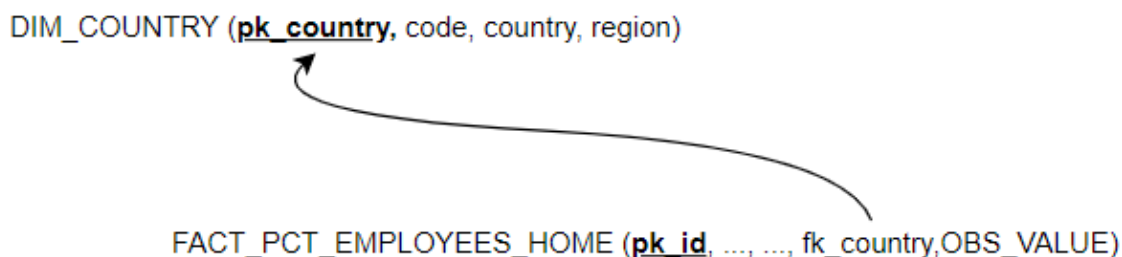 DIM_COUNTRY (pk_country, code, country, region)
FACT_PCT_EMPLOYEES_HOME (pk_id, ..., ..., fk_country,OBS_VALUE)